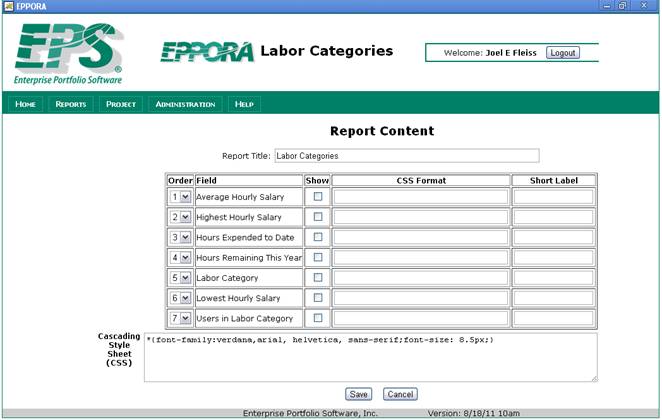 EPPORA
EPS®
Enterprise Portfolio Software
EPPORA Labor Categories
Welcome: Joel E Fleiss Logout
Home Reports Project Administration Help
Report Content
Report Title: Labor Categories
Order Field Show CSS Format Short Label
1 Average Hourly Salary
2 Highest Hourly Salary
3 Hours Expended to Date
4 Hours Remaining This Year
5 Labor Category
6 Lowest Hourly Salary
7 Users in Labor Category
Cascading
Style
Sheet
(CSS)
*{font-family:verdana,arial, helvetica, sans-serif;font-size: 8.5px;}
Save Cancel
Enterprise Portfolio Software, Inc. Version: 8/18/11 10am